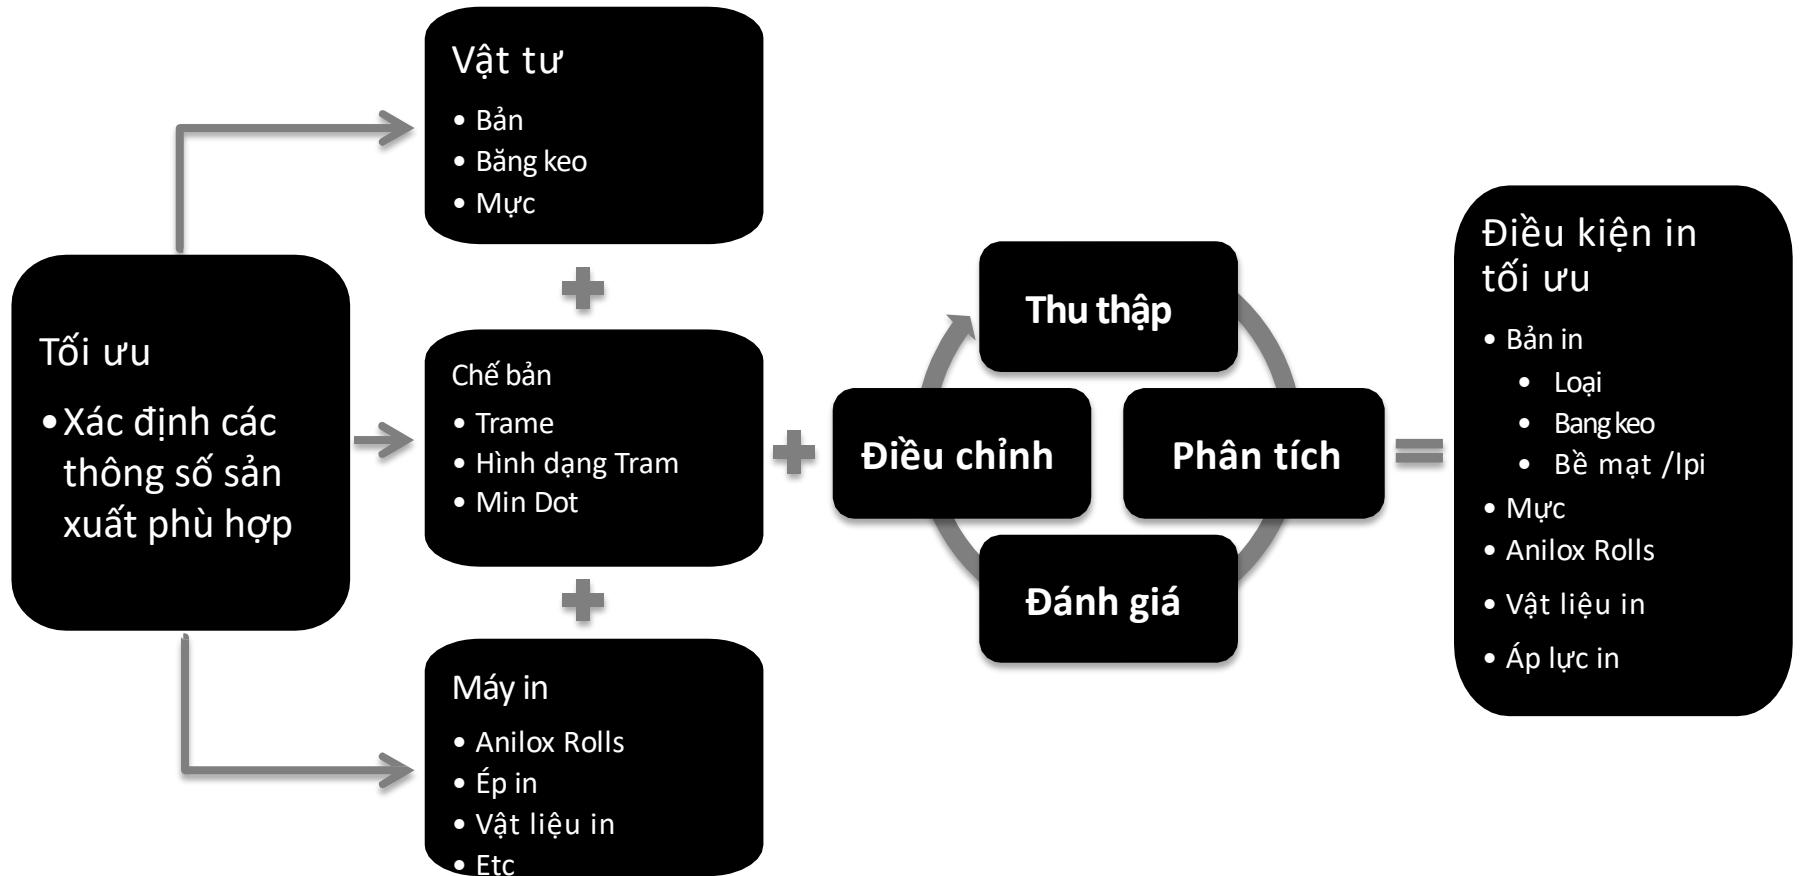 Vật tư
• Bản
• Băng keo
• Mực
Tối ưu
• Xác định các
thông số sản
xuất phù hợp
Chế bản
• Trame
• Hình dạng Tram
• Min Dot
Máy in
• Anilox Rolls
• Ép in
• Vật liệu in
• Etc
Thu thập
Điều chỉnh
Phân tích
Đánh giá
Điều kiện in
tối ưu
• Bản in
• Loại
• Bang keo
• Bề mạt /lpi
• Mực
• Anilox Rolls
• Vật liệu in
• Áp lực in